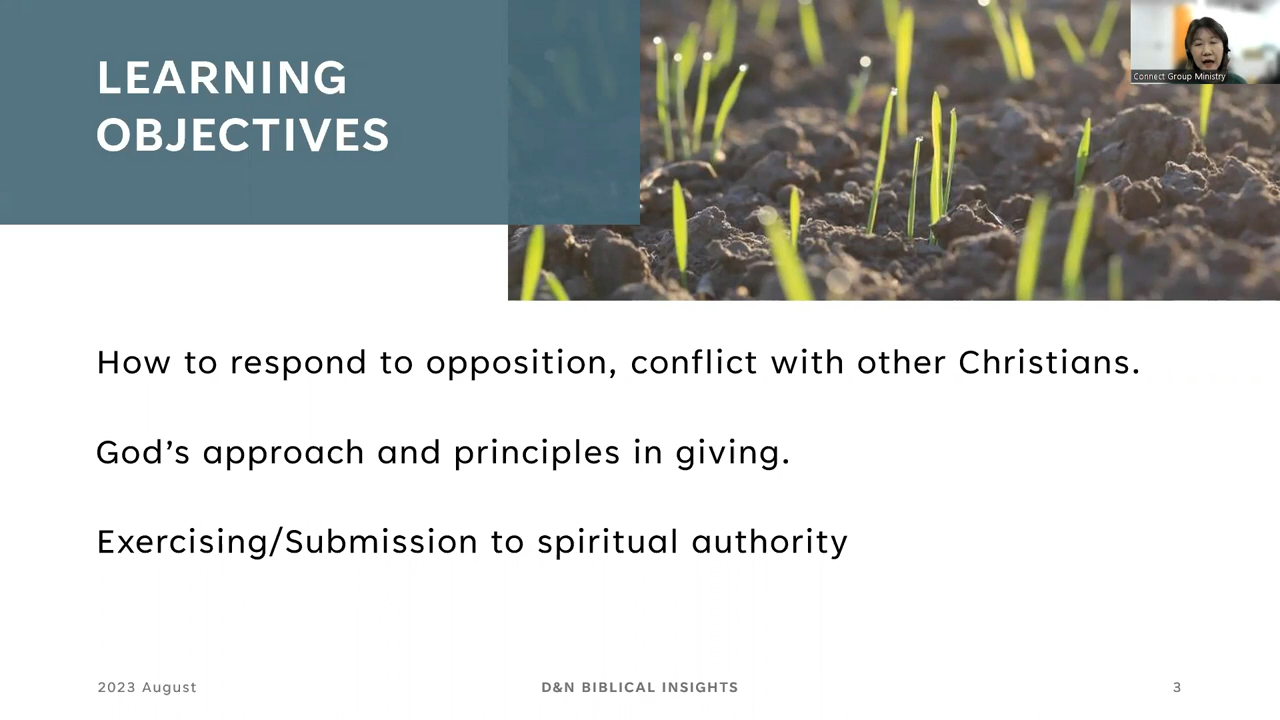 LEARNING
OBJECTIVES
Connect Group Ministry
How to respond to opposition, conflict with other Christians.
God’s approach and principles in giving.
Exercising/Submission to spiritual authority
2023 August
D&N BIBLICAL INSIGHTS
3